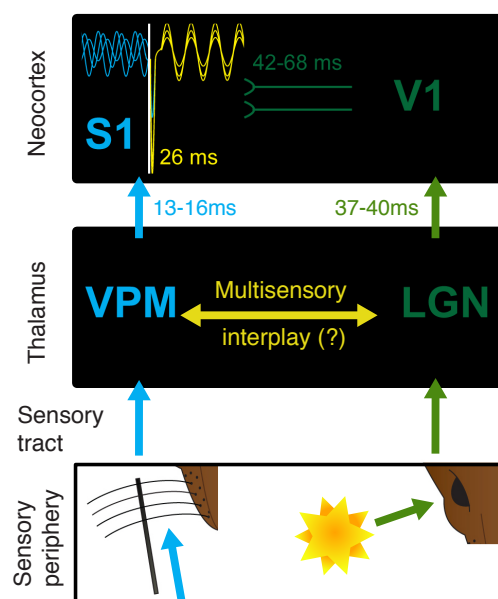 Neocortex
42-68 ms
S1
V1
26 ms
13-16ms
37-40ms
Thalamus
VPM
Multisensory
interplay (?)
LGN
Sensory
tract
Sensory
periphery